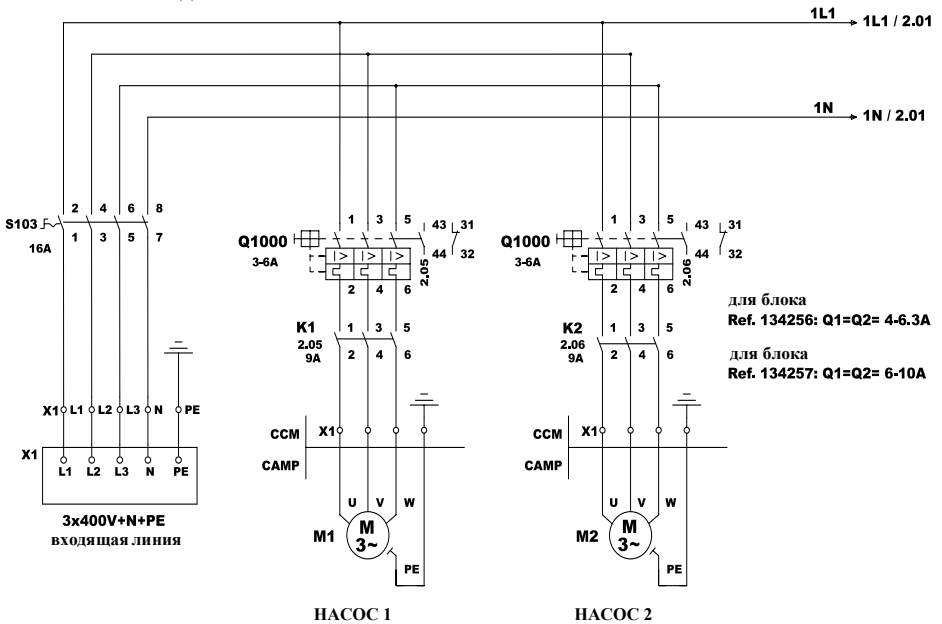 1L1
1L1 / 2.01
1N
1N / 2.01
2 4 6 8
S103
16A
1 3 5 7
1 3 5 43 31
Q1000
3-6A
44 32
2.05
2 4 6
1 3 5 43 31
Q1000
3-6A
44 32
2.06
2 4 6
I> I> I>
I> I> I>
для блока
Ref. 134256: Q1=Q2= 4-6.3A
для блока
Ref. 134257: Q1=Q2= 6-10A
K1
2.05
9A
1 3 5
2 4 6
K2
2.06
9A
1 3 5
2 4 6
X1 L1 L2 L3 N PE
X1
L1 L2 L3 N PE
3x400V+N+PE
входящая линия
CCM X1
CAMP
U V W
M1
M
3~
PE
НАСОС 1
CCM X1
CAMP
U V W
M2
M
3~
PE
НАСОС 2